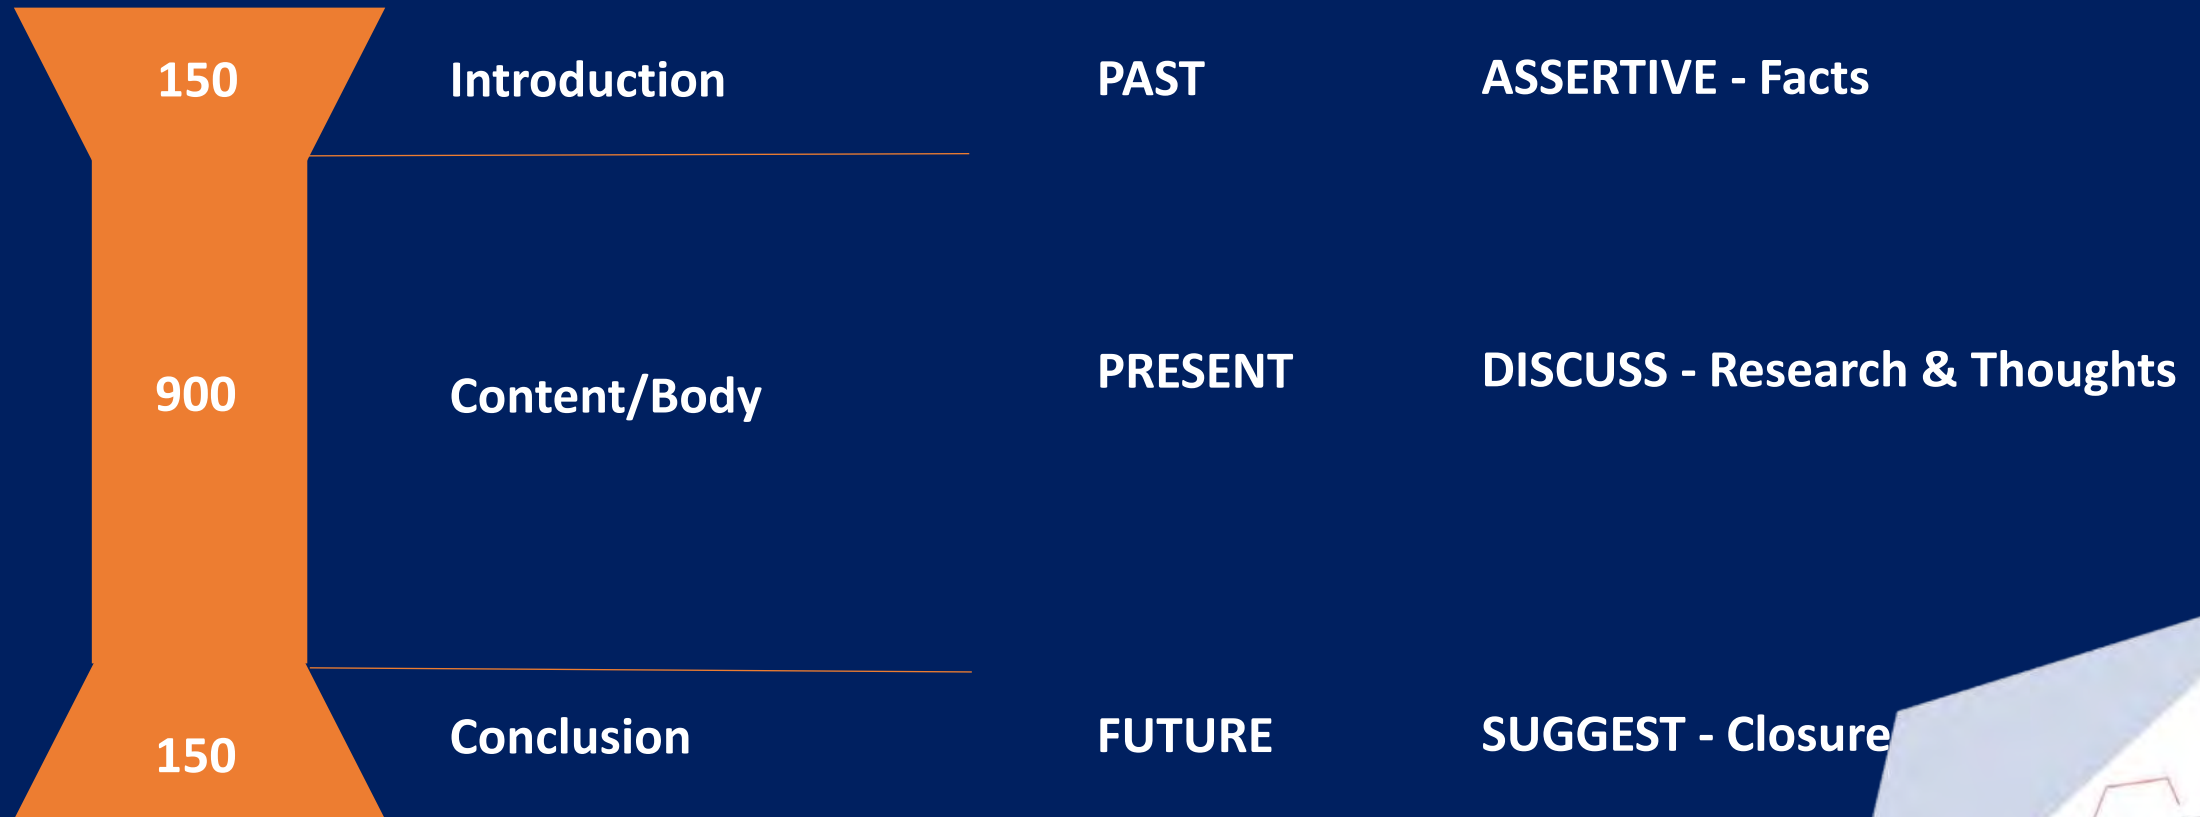 150 Introduction PAST ASSERTIVE - Facts
900 Content/Body PRESENT DISCUSS - Research & Thoughts
150 Conclusion FUTURE SUGGEST - Closure